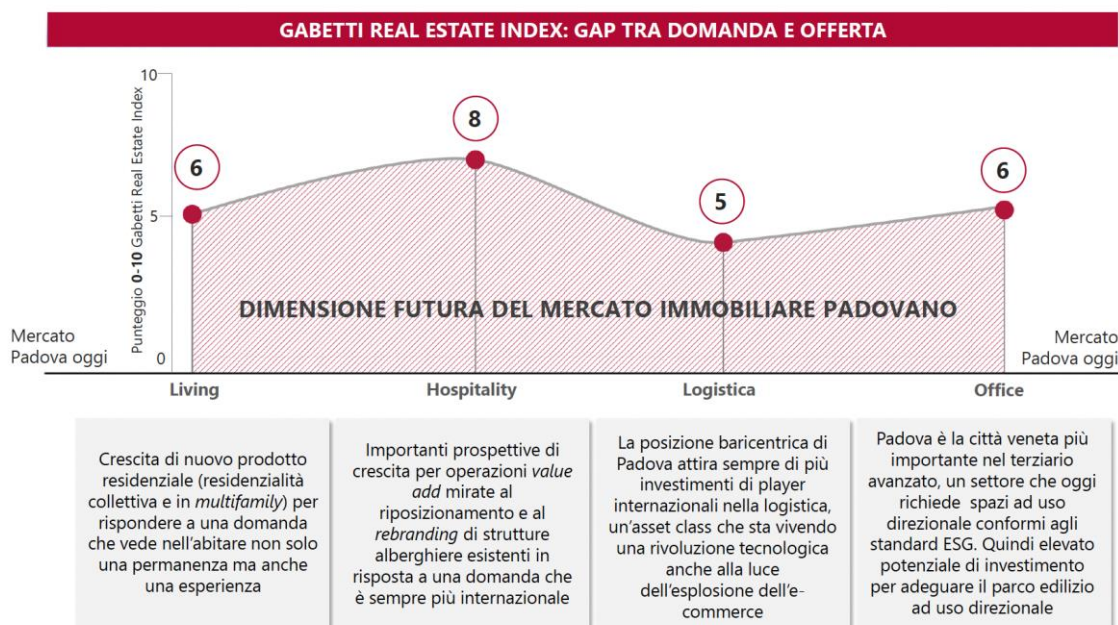 GABETTI REAL ESTATE INDEX: GAP TRA DOMANDA E OFFERTA
Punteggio 0-10 Gabetti Real Estate Index
10
5
0
6
8
5
6
DIMENSIONE FUTURA DEL MERCATO IMMOBILIARE PADOVANO
Mercato
Padova oggi
Mercato
Padova oggi
Living
Hospitality
Logistica
Office
Crescita di nuovo prodotto
residenziale (residenzialità
collettiva e in multifamily) per
rispondere a una domanda
che vede nell'abitare non solo
una permanenza ma anche
una esperienza
Importanti prospettive di
crescita per operazioni value
add mirate al
riposizionamento e al
rebranding di strutture
alberghiere esistenti in
risposta a una domanda che
è sempre più internazionale
La posizione baricentrica di
Padova attira sempre di più
investimenti di player
internazionali nella logistica,
un'asset class che sta vivendo
una rivoluzione tecnologica
anche alla luce
dell'esplosione dell'e-
commerce
Padova è la città veneta più
importante nel terziario
avanzato, un settore che oggi
richiede spazi ad uso
direzionale conformi agli
standard ESG. Quindi elevato
potenziale di investimento
per adeguare il parco edilizio
ad uso direzionale